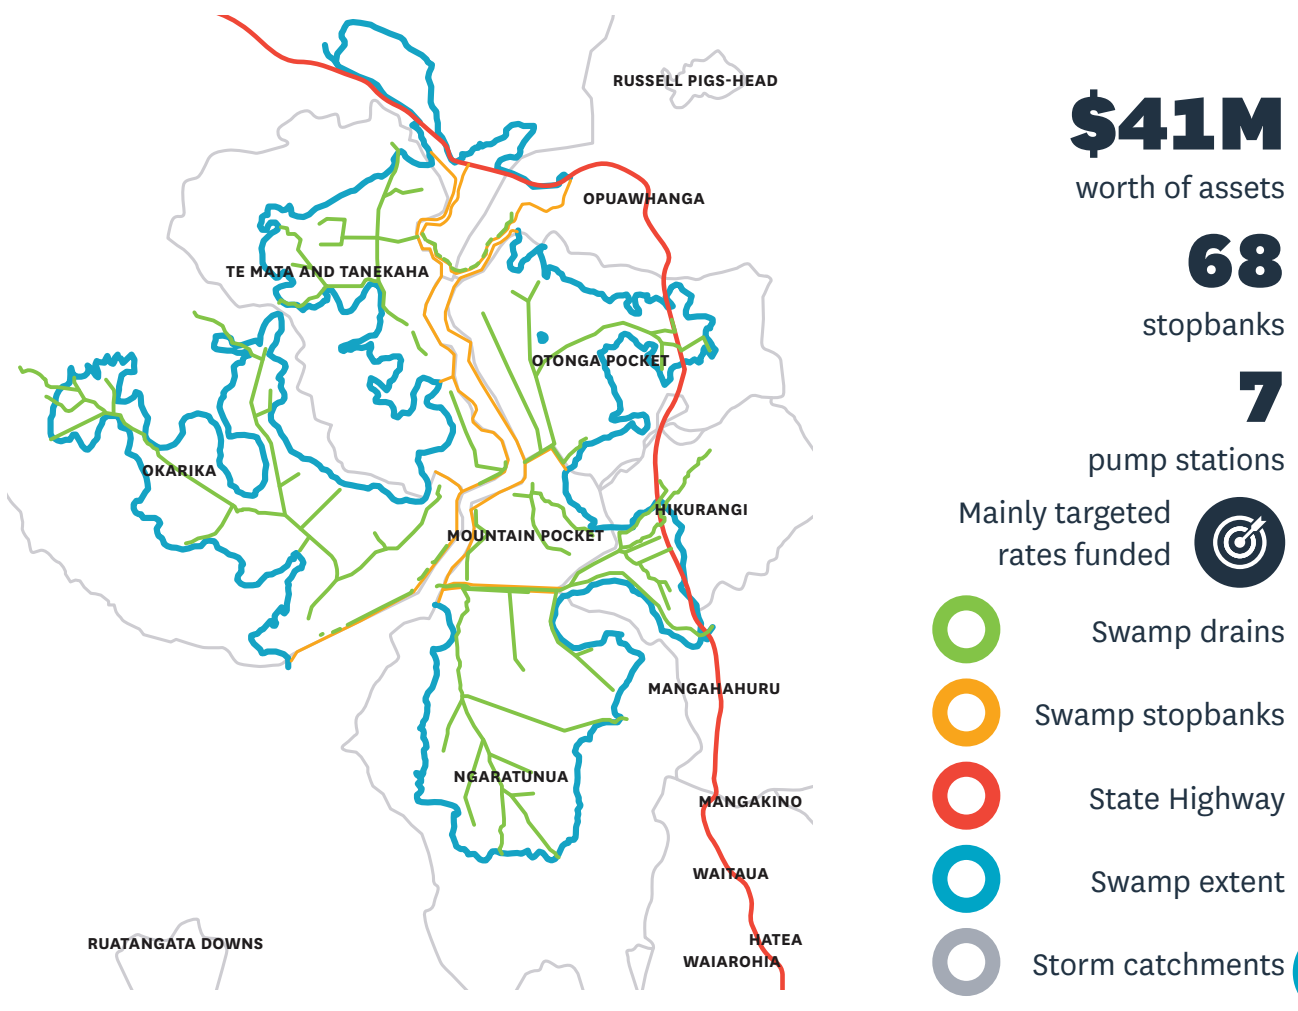 RUSSELL PIGS-HEAD
OPUAWHANGA
TE MATA AND TANEKAHA
OTONGA POCKET
OKARIKA
HIKURANGI
MOUNTAIN POCKET
MANGAHAHURU
NGARATUNUA
MANGAKINO
WAITAUA
HATEA
RUATANGATA DOWNS
WAIAROHIA
$41M
worth of assets
68
stopbanks
7
pump stations
Mainly targeted
rates funded
Swamp drains
Swamp stopbanks
State Highway
Swamp extent
Storm catchments